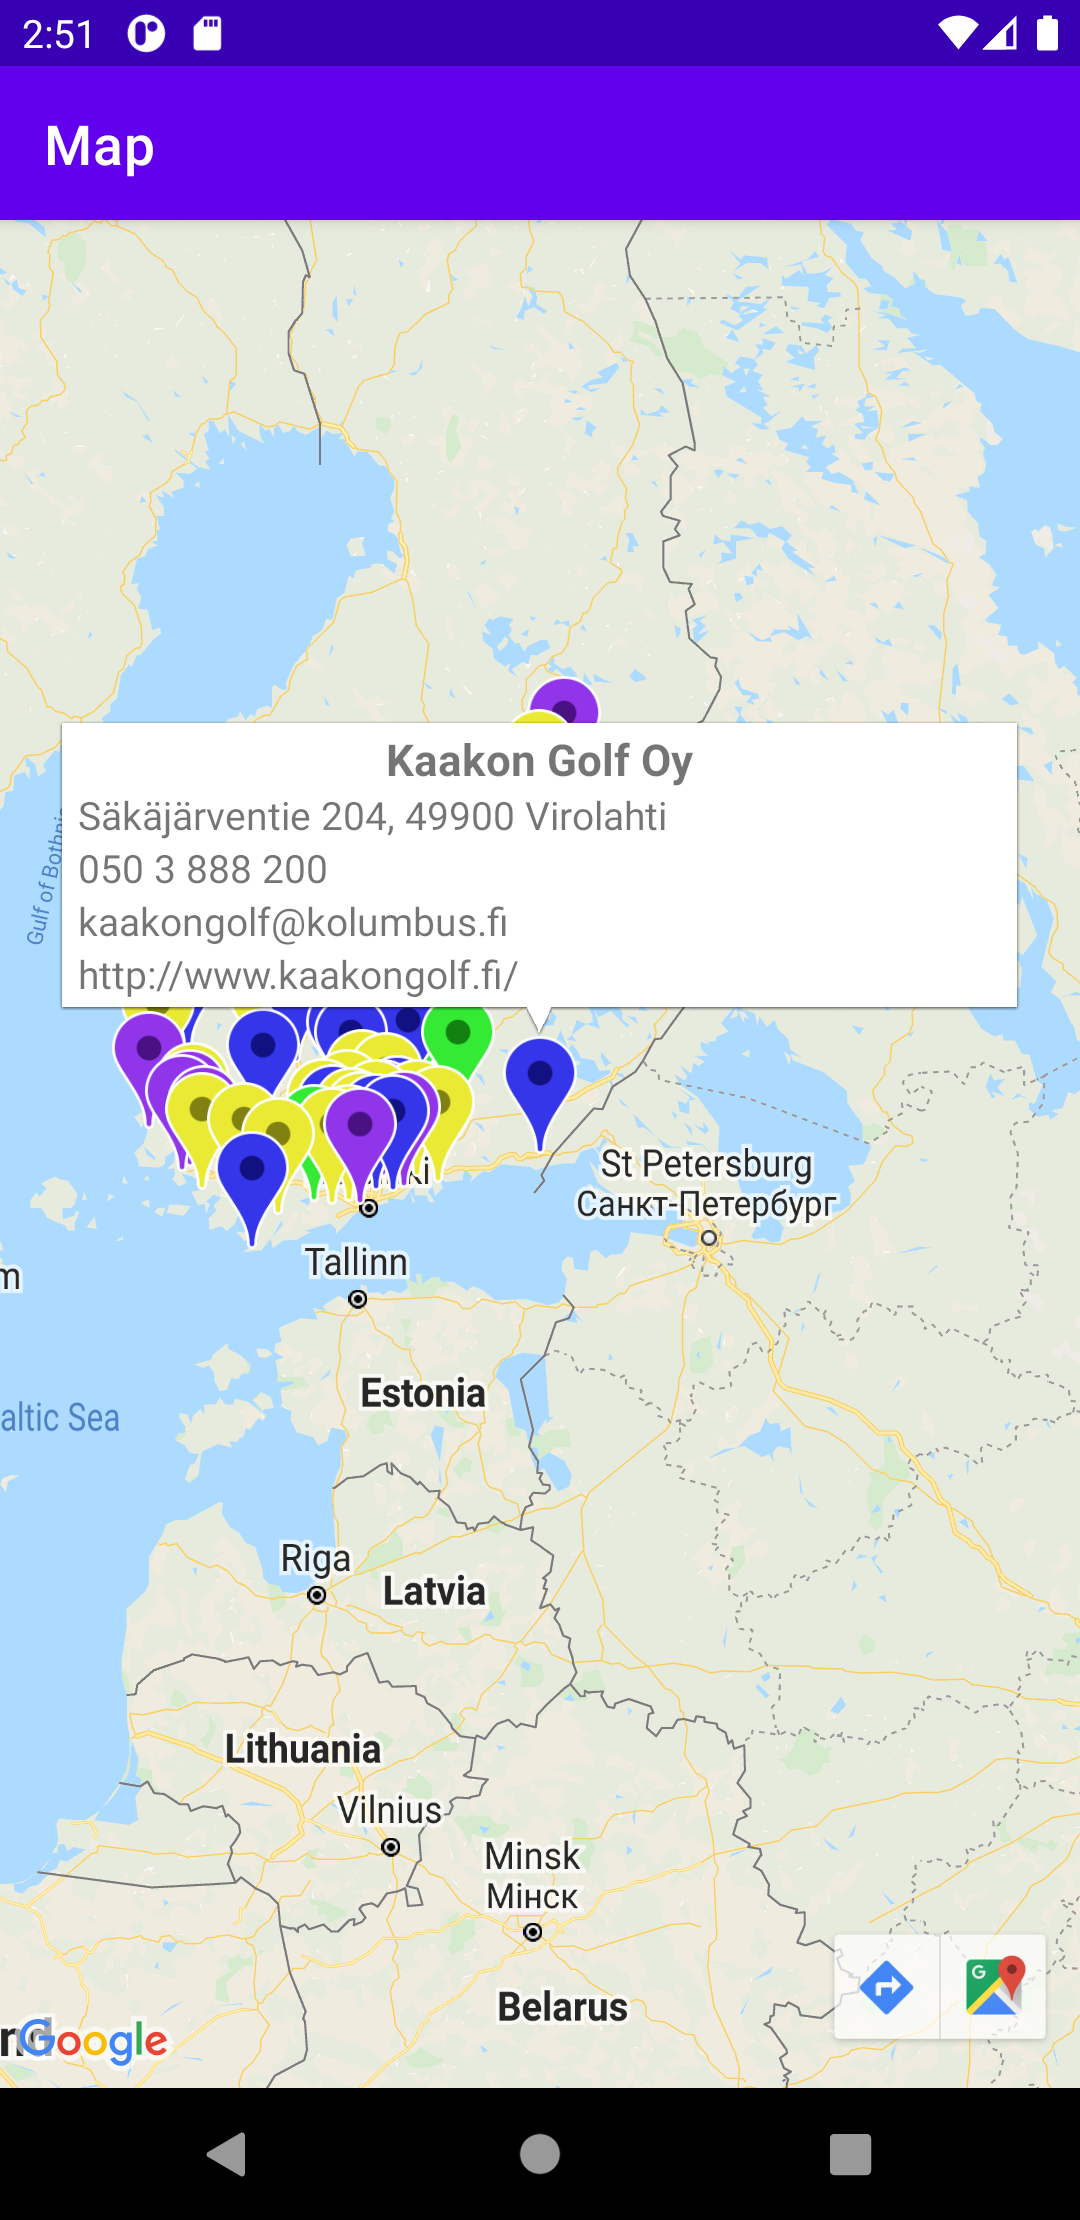 2:51
Map
Gulf of Bothni
Kaakon Golf Oy
Säkäjärventie 204, 49900 Virolahti
050 3 888 200
kaakongolf@kolumbus.fi
http://www.kaakongolf.fi/
ki
St Petersburg
Санкт-Петербург
Tallinn
m
Estonia
altic Sea
Riga
Latvia
Lithuania
Vilnius
Minsk
Мінск
Belarus
Google